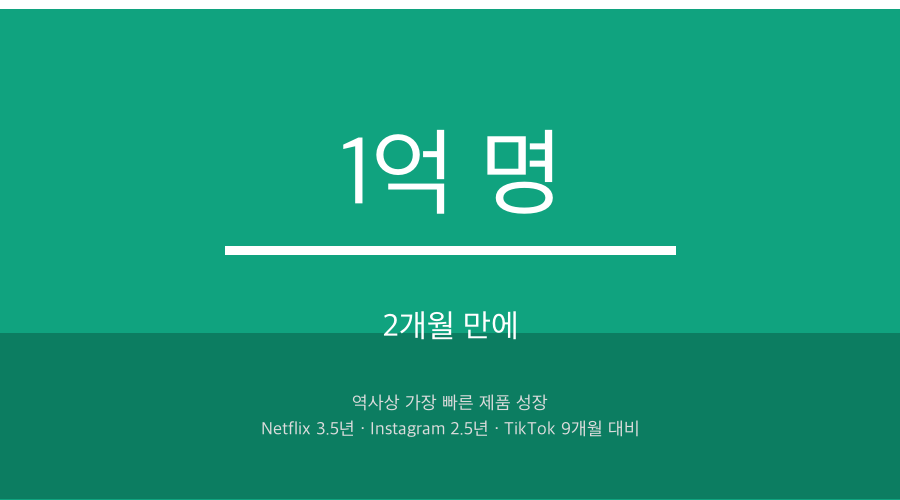 1억 명
2개월 만에
역사상 가장 빠른 제품 성장
Netflix 3.5년 · Instagram 2.5년 · TikTok 9개월 대비